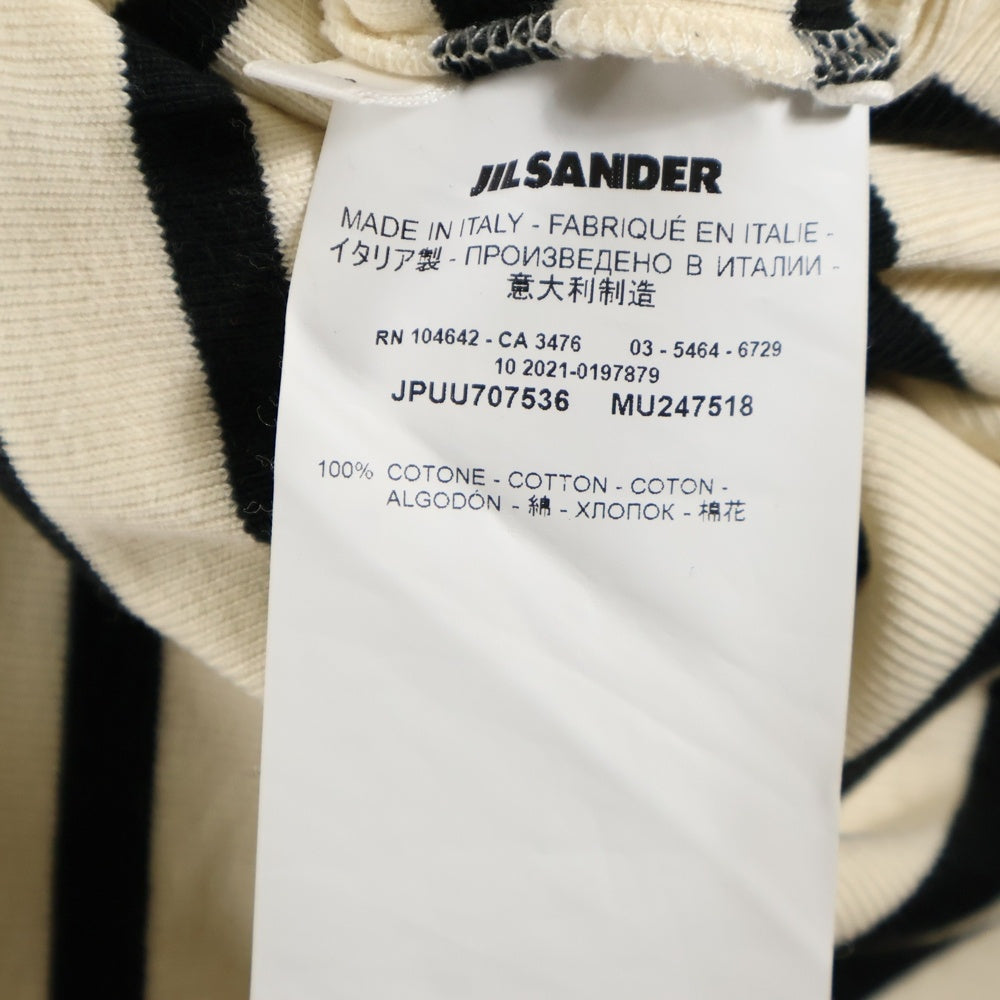 JIL SANDER
MADE IN ITALY - FABRIQUÉ EN ITALIE -
イタリア製 - ПРОИЗВЕДЕНО В ИТАЛИИ -
意大利制造
RN 104642 - CA 3476 03 - 5464 - 6729
10 2021-0197879
JPUU707536 MU247518
100% COTONE - COTTON - COTON -
ALGODÓN - 綿 - ХЛОПОК - 棉花